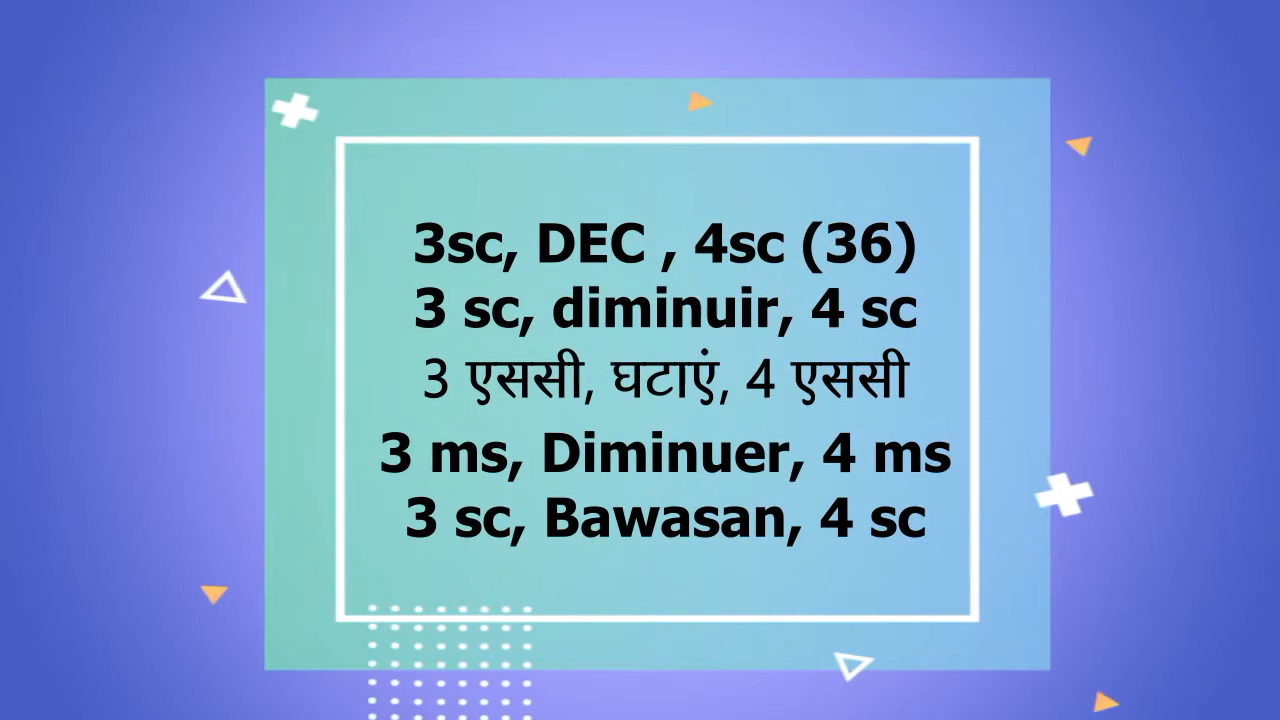 3sc, DEC , 4sc (36)
3 sc, diminuir, 4 sc
3 एससी, घटाएं, 4 एससी
3 ms, Diminuer, 4 ms
3 sc, Bawasan, 4 sc